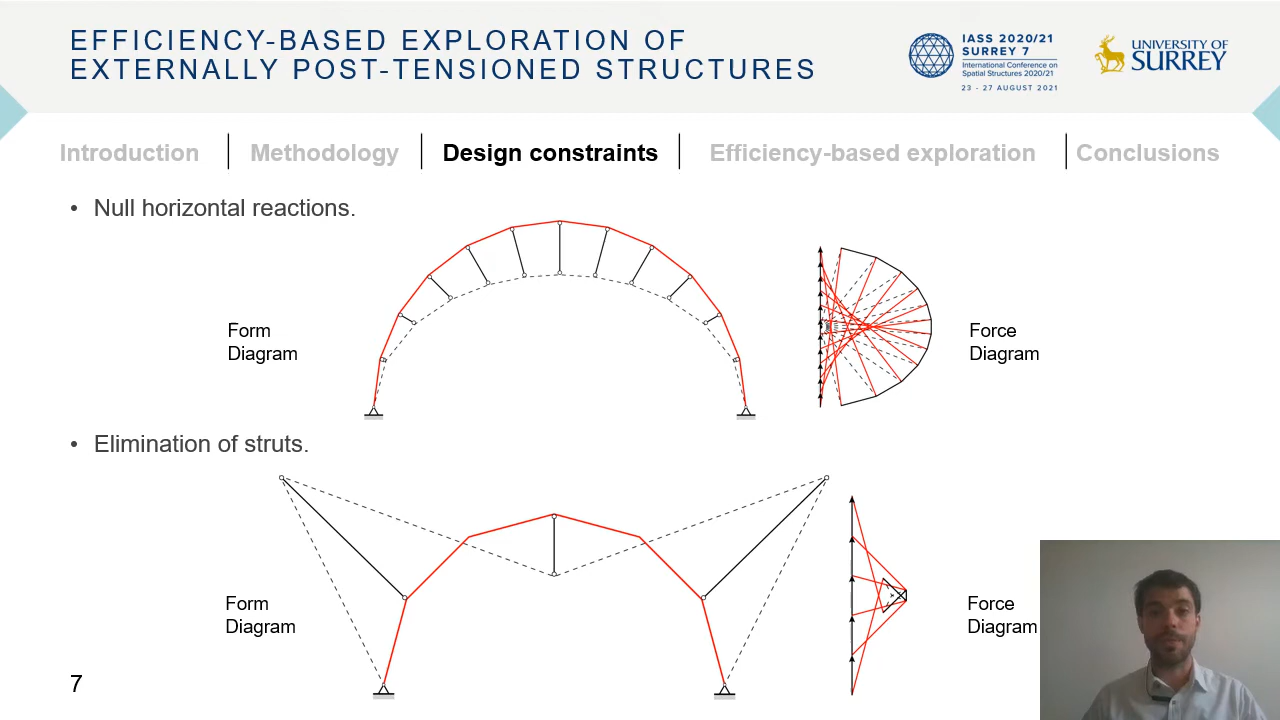 EFFICIENCY-BASED EXPLORATION OF
EXTERNALLY POST-TENSIONED STRUCTURES
IASS 2020/21
SURREY 7
International Conference on
Spatial Structures 2020/21
23 - 27 AUGUST 2021
UNIVERSITY OF
SURREY
Introduction
Methodology
Design constraints
Efficiency-based exploration
Conclusions
• Null horizontal reactions.
Form
Diagram
Force
Diagram
• Elimination of struts.
Form
Diagram
Force
Diagram
7